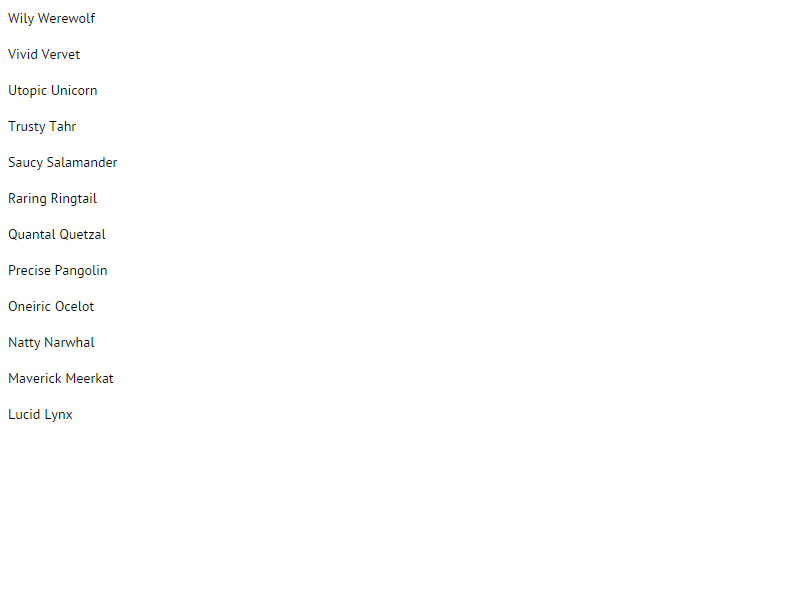 Wily Werewolf
Vivid Vervet
Utopic Unicorn
Trusty Tahr
Saucy Salamander
Raring Ringtail
Quantal Quetzal
Precise Pangolin
Oneiric Ocelot
Natty Narwhal
Maverick Meerkat
Lucid Lynx